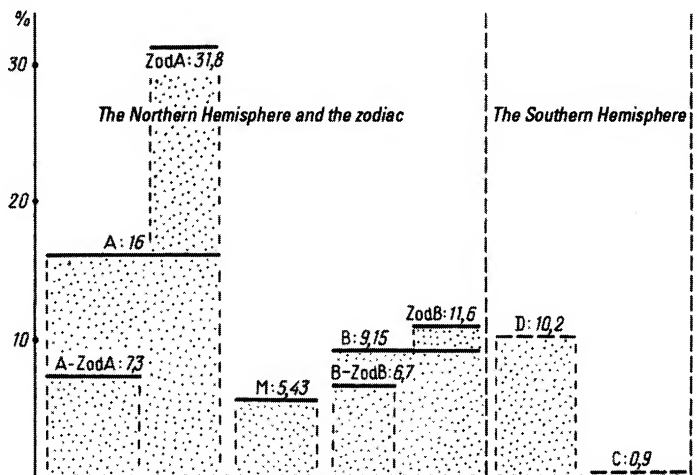 %
ZodA: 31,8
30
The Northern Hemisphere and the zodiac
The Southern Hemisphere
20
A: 16
ZodB: 11,6
D: 10,2
10
B: 9,15
A-ZodA: 7,3
B-ZodB: 6,7
M: 5,43
C: 0,9